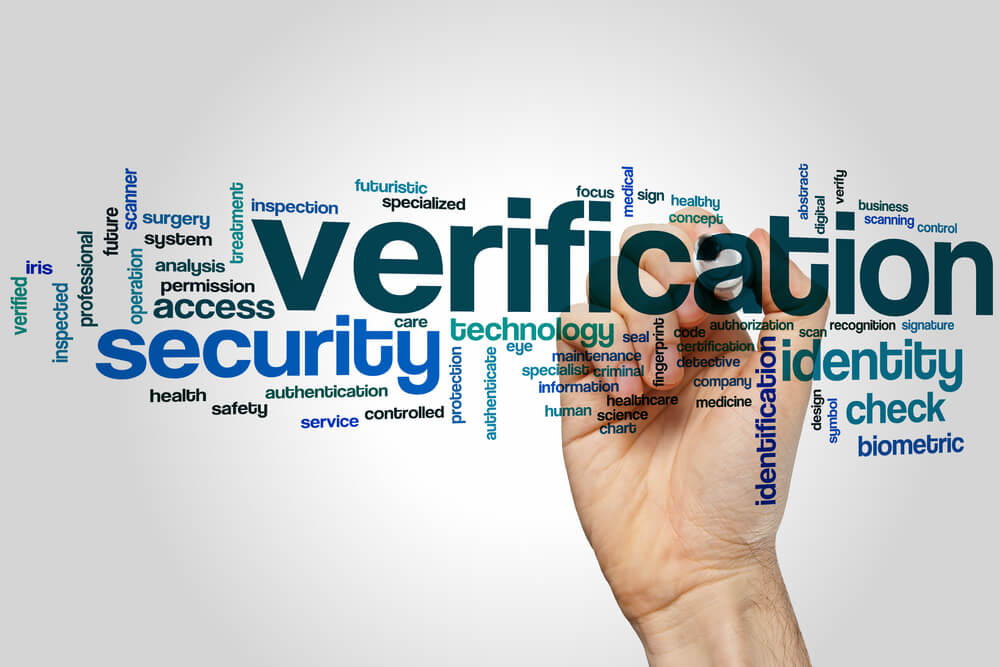 verification
security
identity
technology
access
check
biometric
identification
scanner
future
surgery
treatment
inspection
futuristic
specialized
system
operation
professional
iris
verified
inspected
analysis
permission
health
safety
authentication
service
controlled
care
protection
authenticate
eye
seal
maintenance
specialist
criminal
information
human
healthcare
science
chart
fingerprint
code
authorization
certification
detective
company
medicine
scan
recognition
signature
design
symbol
focus
medical
sign
healthy
concept
abstract
digital
verify
business
scanning
control